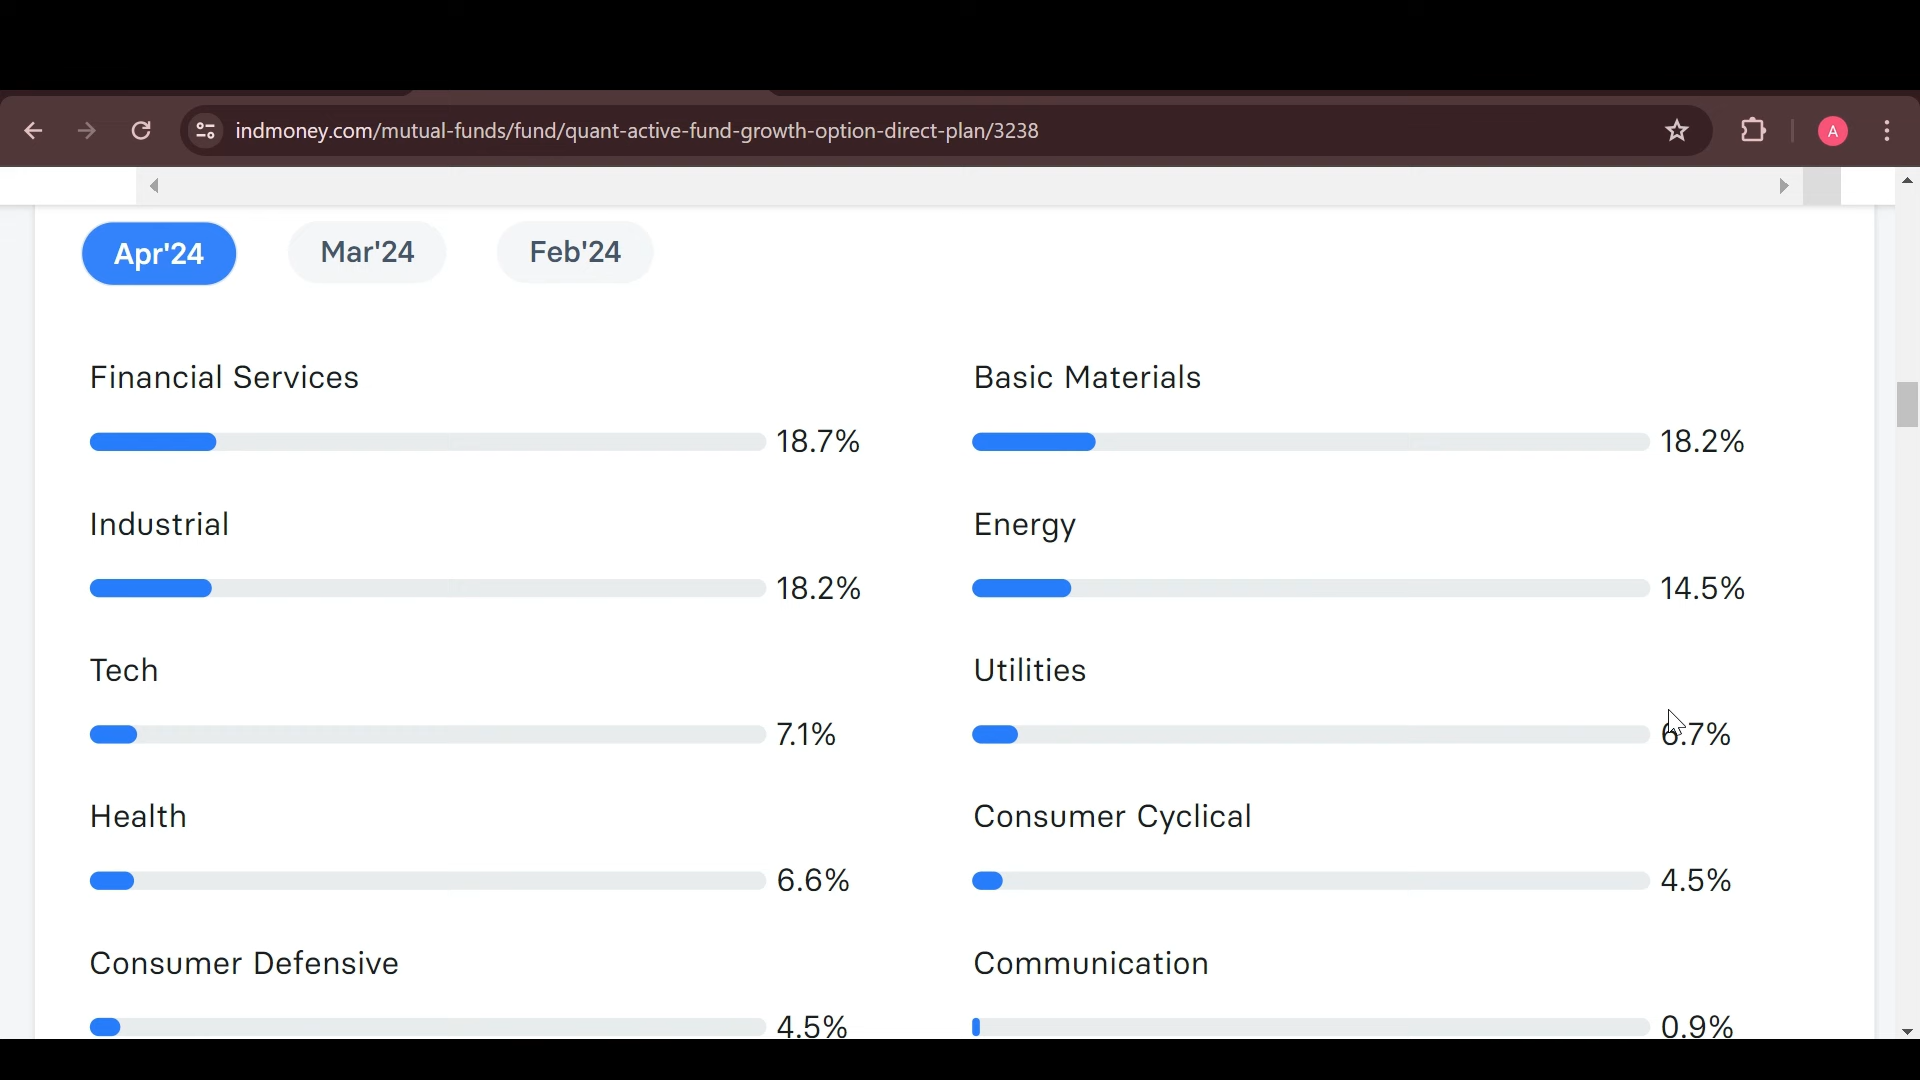 indmoney.com/mutual-funds/fund/quant-active-fund-growth-option-direct-plan/3238
A
Apr'24 Mar'24 Feb'24
Financial Services
18.7%
Basic Materials
18.2%
Industrial
18.2%
Energy
14.5%
Tech
7.1%
Utilities
6.7%
Health
6.6%
Consumer Cyclical
4.5%
Consumer Defensive
4.5%
Communication
0.9%